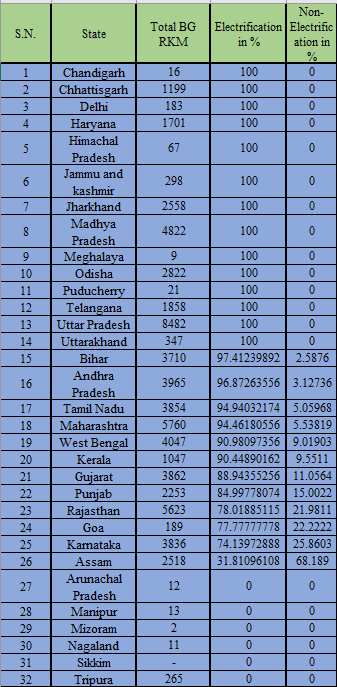 S.N. State Total BG RKM Electrification in % Non-Electrific ation in %
1 Chandigarh 16 100 0
2 Chhattisgarh 1199 100 0
3 Delhi 183 100 0
4 Haryana 1701 100 0
5 Himachal Pradesh 67 100 0
6 Jammu and kashmir 298 100 0
7 Jharkhand 2558 100 0
8 Madhya Pradesh 4822 100 0
9 Meghalaya 9 100 0
10 Odisha 2822 100 0
11 Puducherry 21 100 0
12 Telangana 1858 100 0
13 Uttar Pradesh 8482 100 0
14 Uttarakhand 347 100 0
15 Bihar 3710 97.41239892 2.5876
16 Andhra Pradesh 3965 96.87263556 3.12736
17 Tamil Nadu 3854 94.94032174 5.05968
18 Maharashtra 5760 94.46180556 5.53819
19 West Bengal 4047 90.98097356 9.01903
20 Kerala 1047 90.44890162 9.5511
21 Gujarat 3862 88.94355256 11.0564
22 Punjab 2253 84.99778074 15.0022
23 Rajasthan 5623 78.01885115 21.9811
24 Goa 189 77.77777778 22.2222
25 Karnataka 3836 74.13972888 25.8603
26 Assam 2518 31.81096108 68.189
27 Arunachal Pradesh 12 0 0
28 Manipur 13 0 0
29 Mizoram 2 0 0
30 Nagaland 11 0 0
31 Sikkim - 0 0
32 Tripura 265 0 0